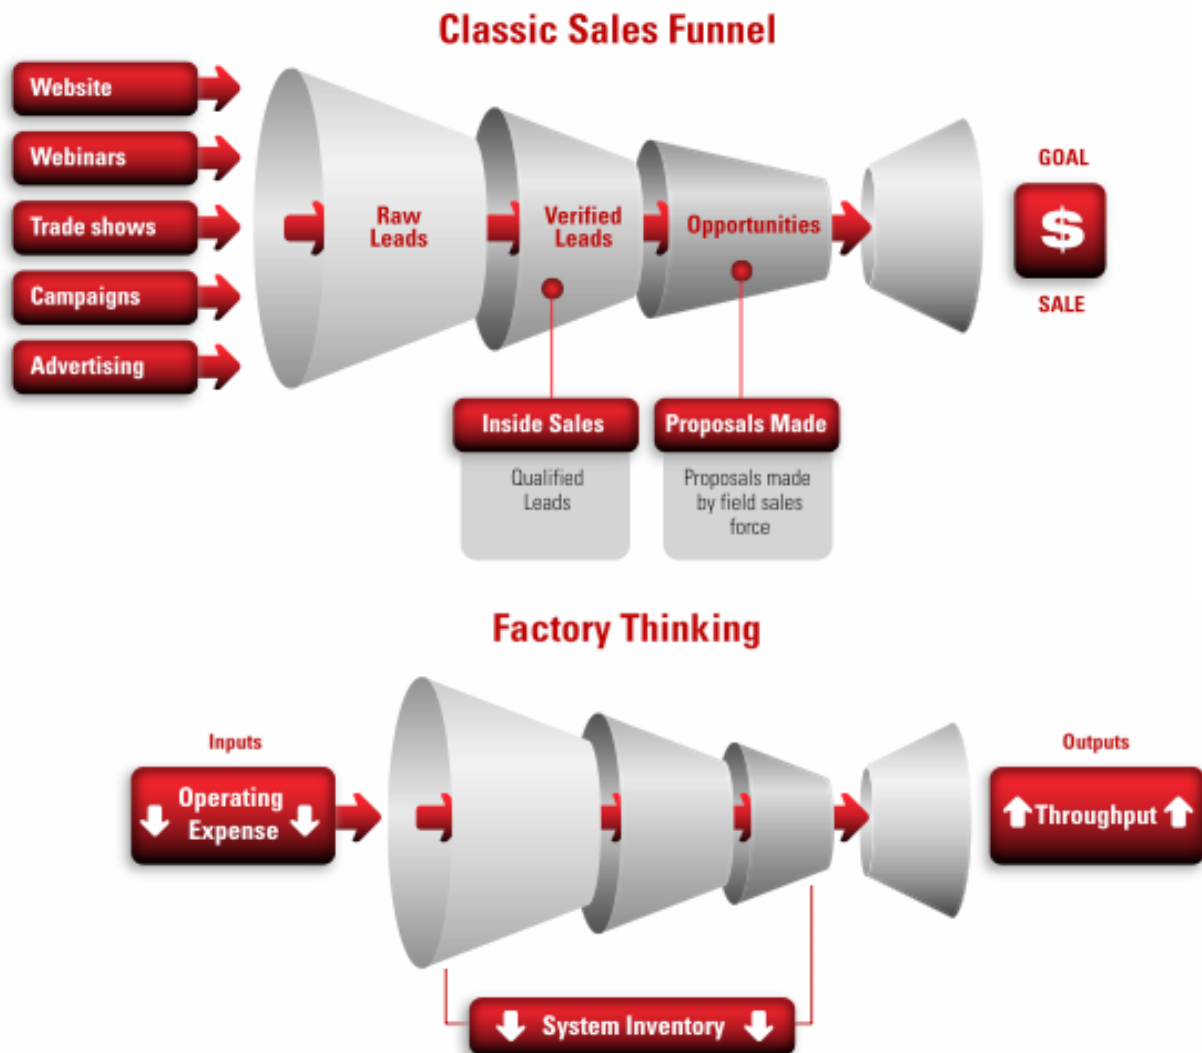 Classic Sales Funnel
Website
Webinars
Trade shows
Campaigns
Advertising
Raw
Leads
Verified
Leads
Opportunities
GOAL
$
SALE
Inside Sales
Qualified
Leads
Proposals Made
Proposals made
by field sales
force
Factory Thinking
Inputs
Operating
Expense
Outputs
Throughput
System Inventory